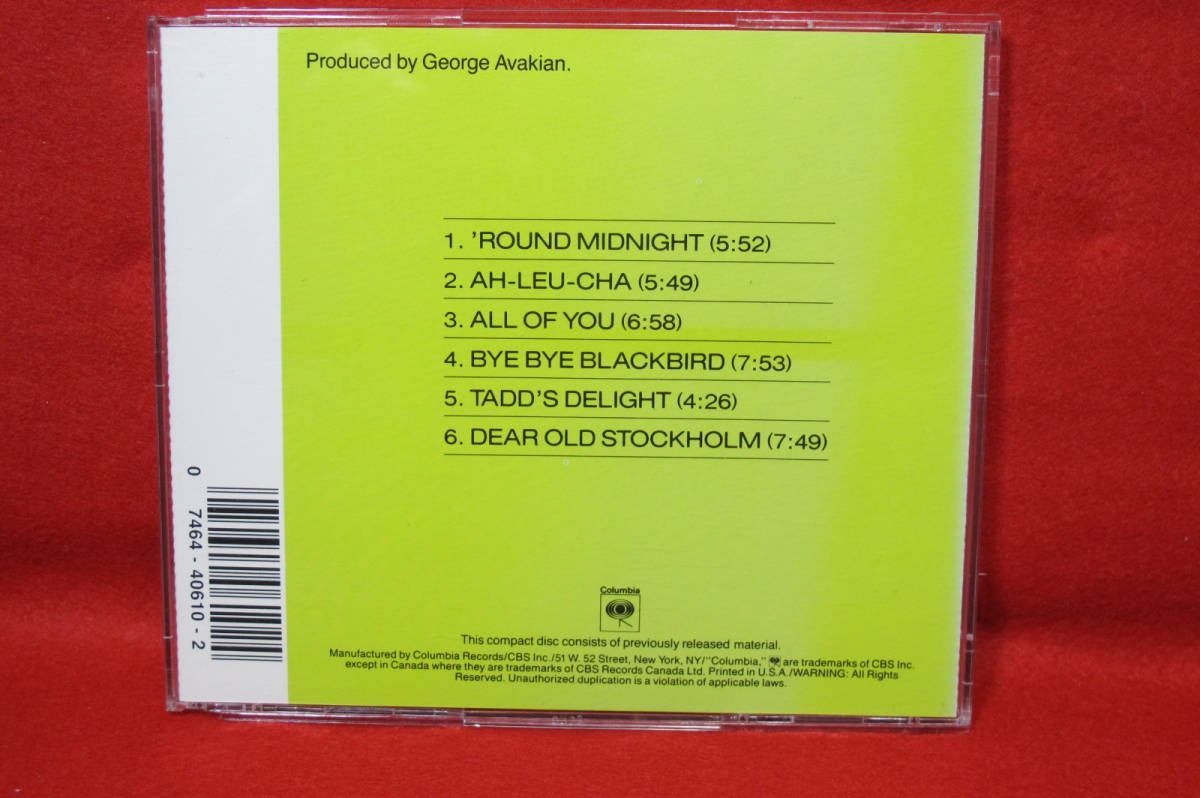 Produced by George Avakian.
1. ’ROUND MIDNIGHT (5:52)
2. AH-LEU-CHA (5:49)
3. ALL OF YOU (6:58)
4. BYE BYE BLACKBIRD (7:53)
5. TADD’S DELIGHT (4:26)
6. DEAR OLD STOCKHOLM (7:49)
0 7464 - 40610 - 2
Columbia
This compact disc consists of previously released material.
Manufactured by Columbia Records/CBS Inc./51 W. 52 Street, New York, NY/"Columbia," are trademarks of CBS Inc.
except in Canada where they are trademarks of CBS Records Canada Ltd. Printed in U.S.A./WARNING: All Rights
Reserved. Unauthorized duplication is a violation of applicable laws.